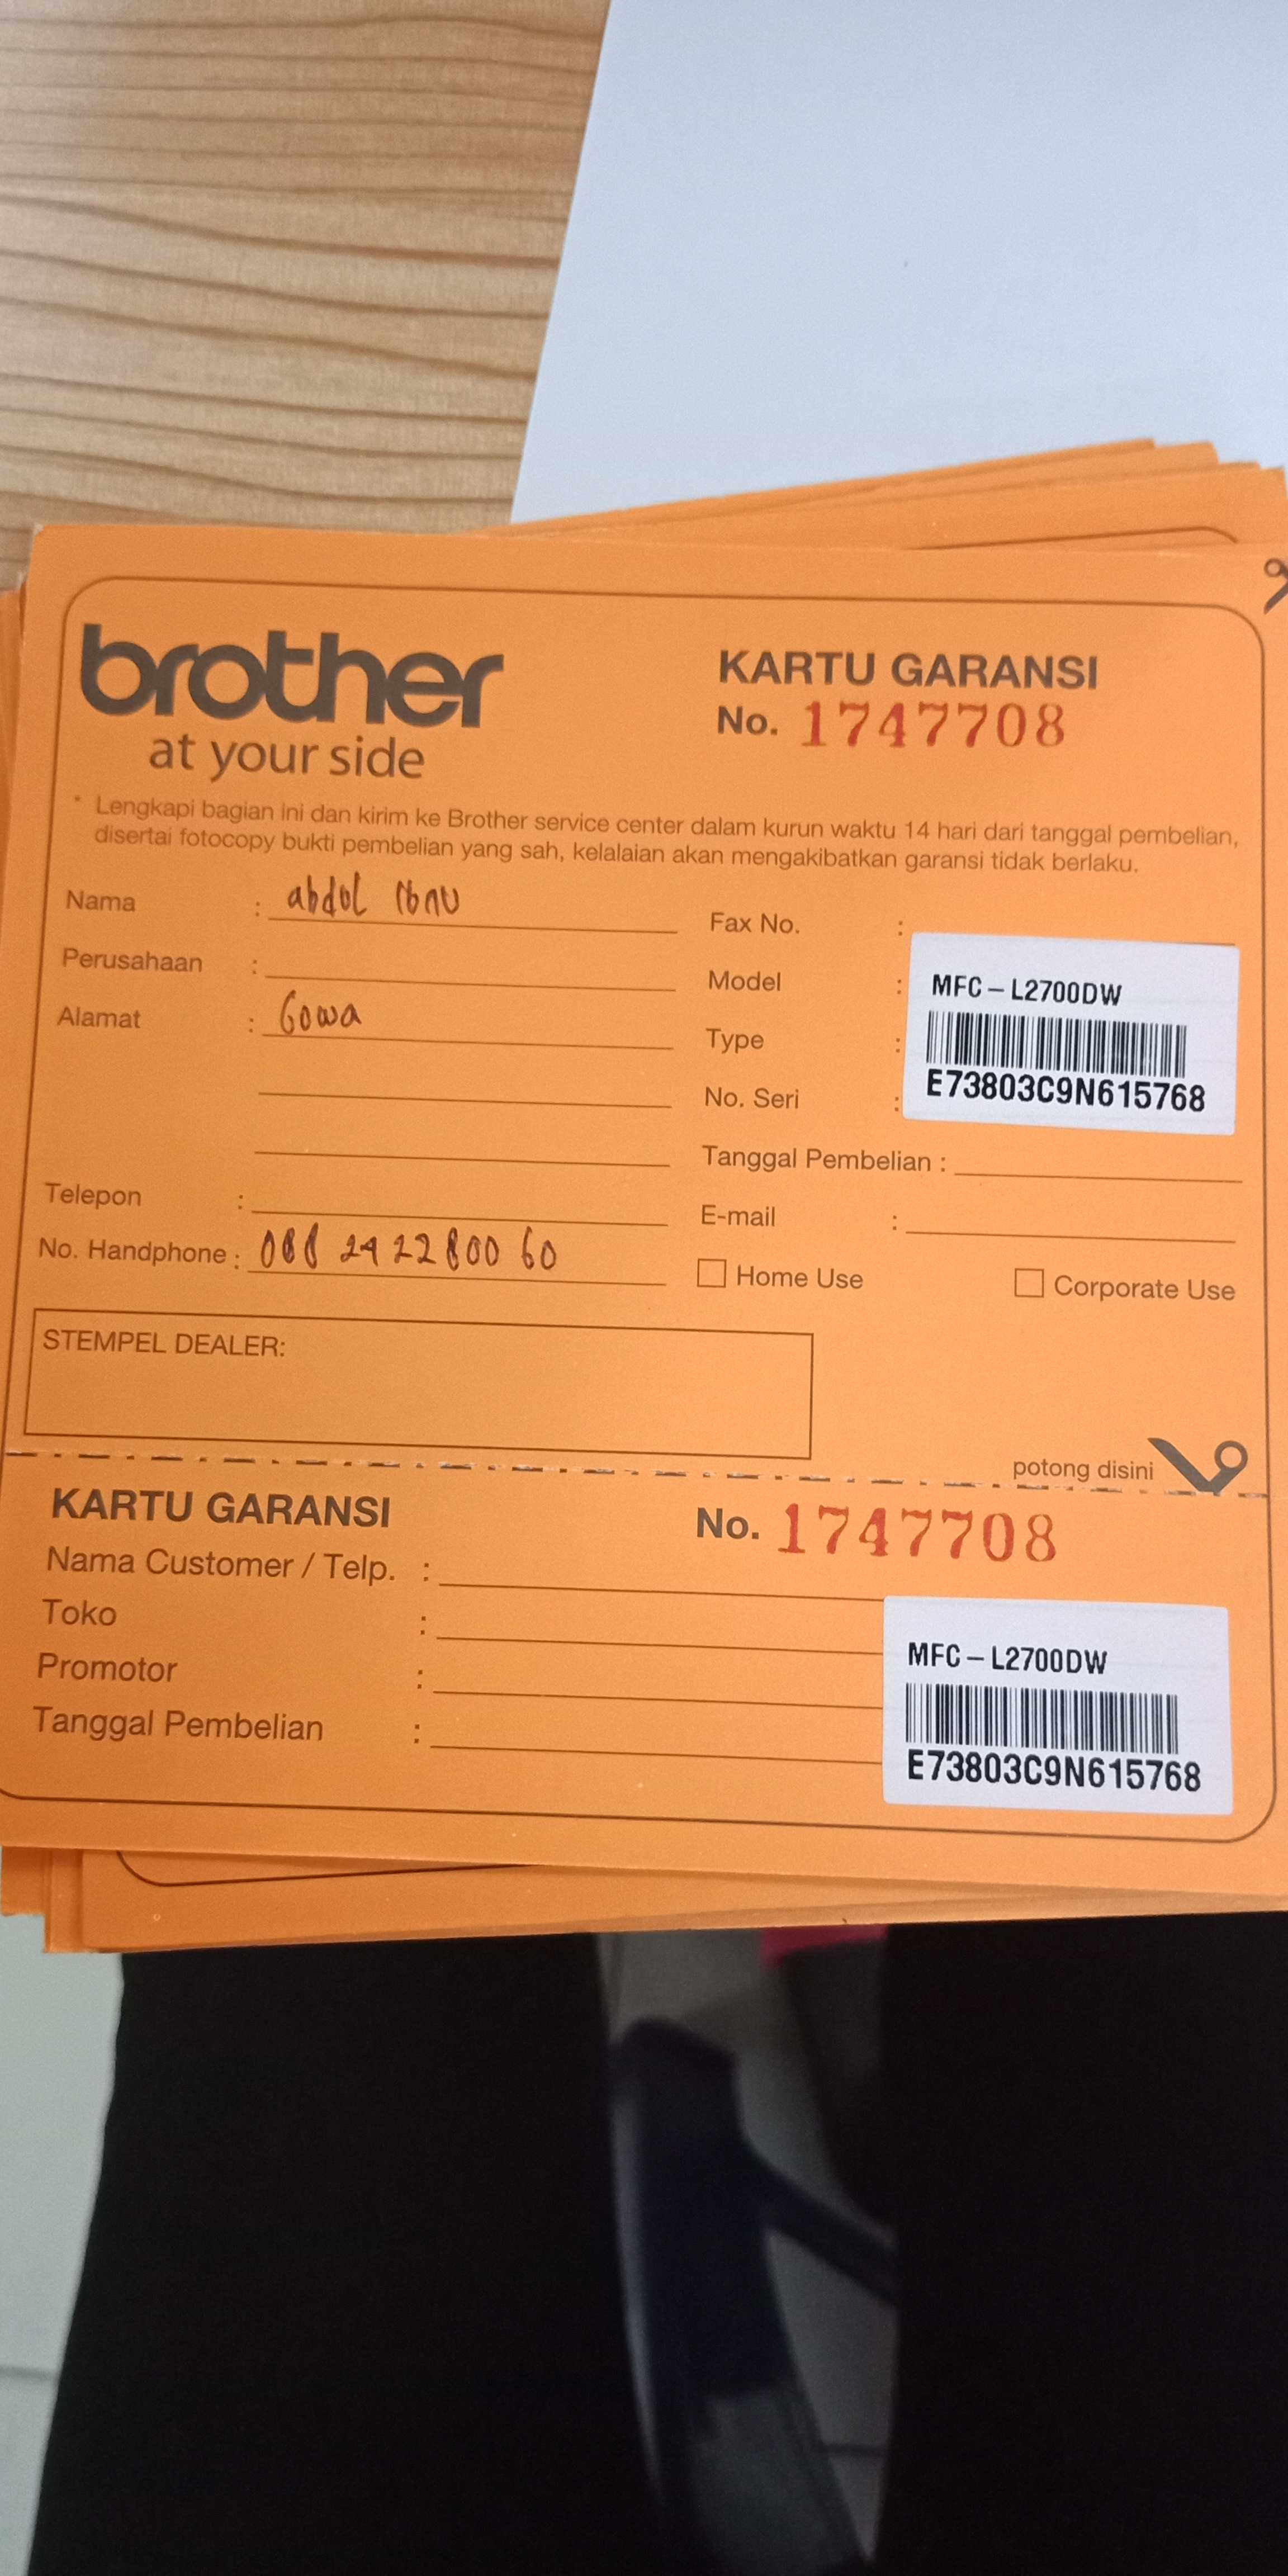 brother
at your side
KARTU GARANSI
No. 1747708
* Lengkapi bagian ini dan kirim ke Brother service center dalam kurun waktu 14 hari dari tanggal pembelian,
disertai fotocopy bukti pembelian yang sah, kelalaian akan mengakibatkan garansi tidak berlaku.
Nama : abdul Ibnu
Perusahaan :
Alamat : Gowa
Telepon :
No. Handphone : 088 2422800 60
Fax No. :
Model :
Type :
No. Seri :
MFC-L2700DW
E73803C9N615768
Tanggal Pembelian :
E-mail :
Home Use
Corporate Use
STEMPEL DEALER:
potong disini
KARTU GARANSI
No. 1747708
Nama Customer / Telp. :
Toko :
Promotor :
Tanggal Pembelian :
MFC-L2700DW
E73803C9N615768